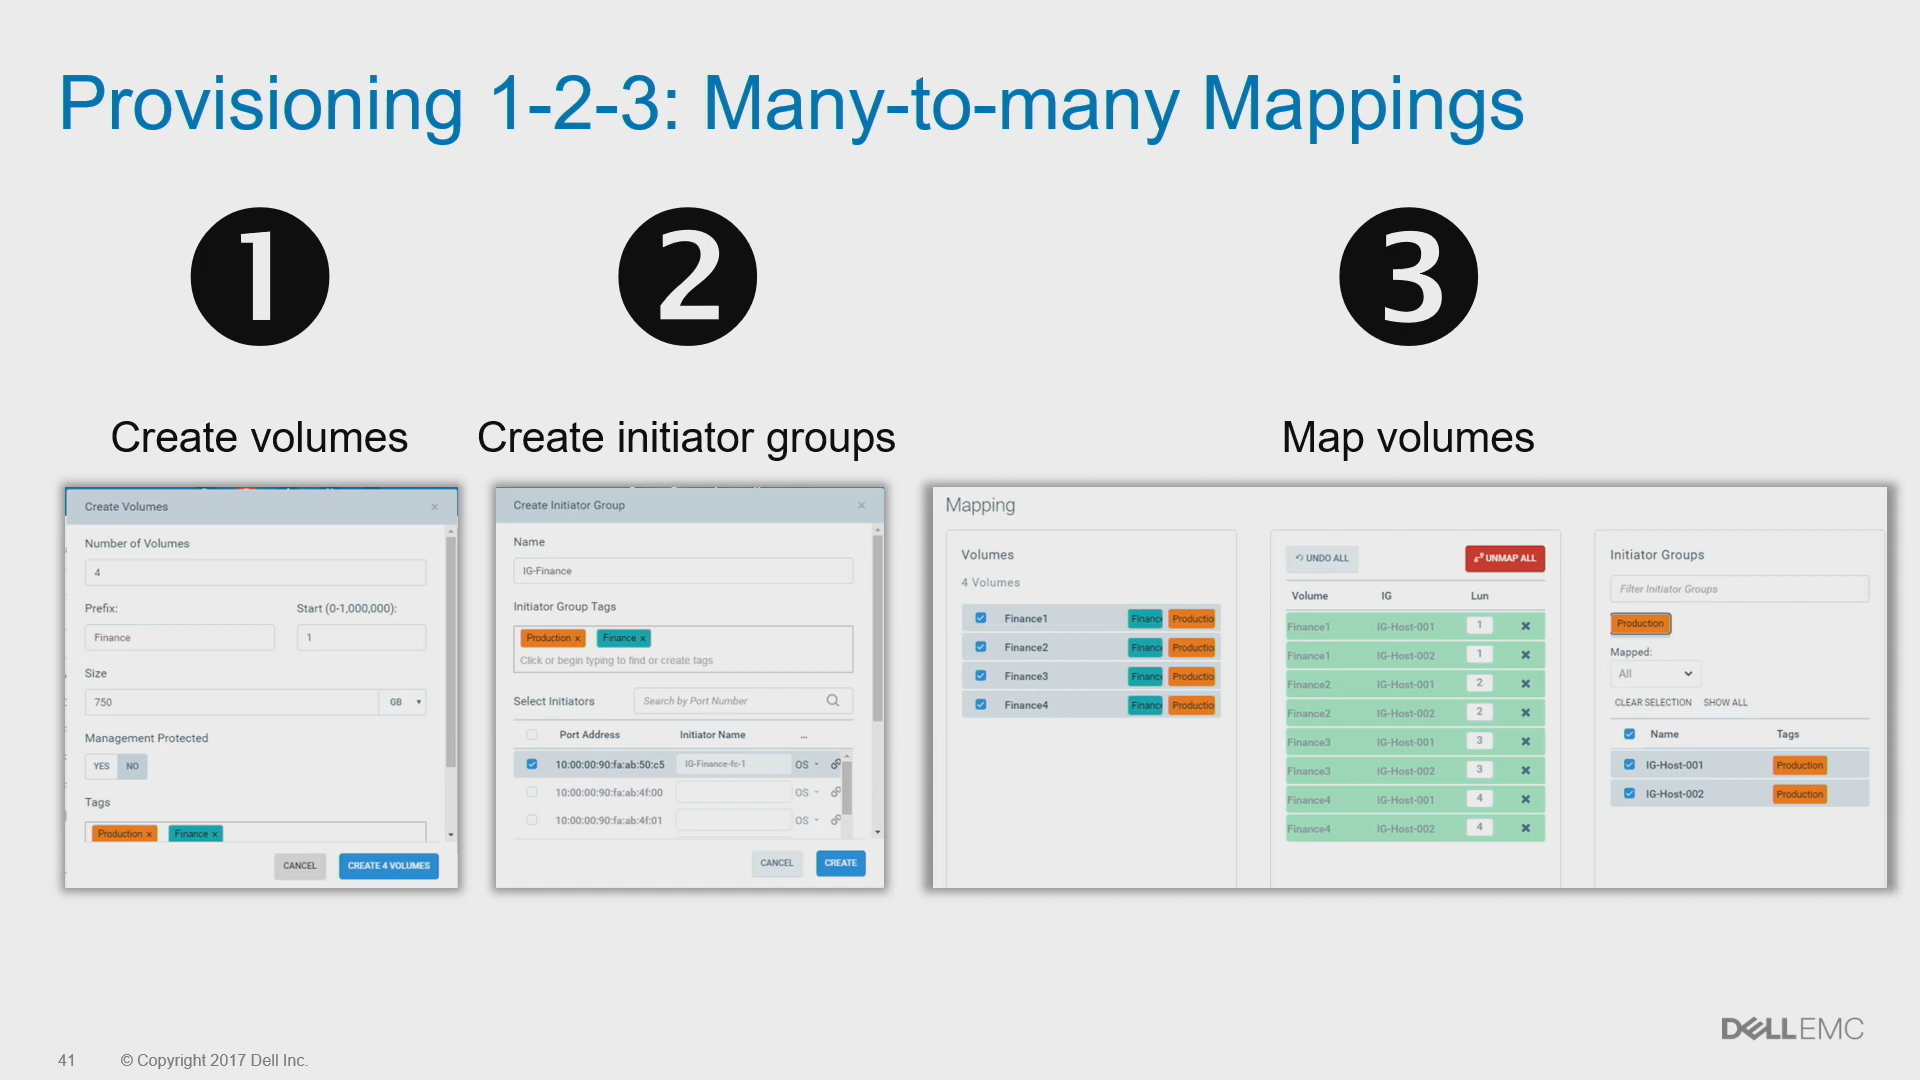 Provisioning 1-2-3: Many-to-many Mappings
1
2
3
Create volumes
Create initiator groups
Map volumes
Create Volumes ×
Number of Volumes
4
Prefix: Start (0-1,000,000):
Finance 1
Size
750 GB
Management Protected
YES NO
Tags
Production x Finance x
CANCEL CREATE 4 VOLUMES
Create Initiator Group ×
Name
IG-Finance
Initiator Group Tags
Production x Finance x
Click or begin typing to find or create tags
Select Initiators Search by Port Number
Port Address Initiator Name ...
10:00:00:90:fa:ab:50:c5 IG-Finance-fc-1 OS
10:00:00:90:fa:ab:4f:00 OS
10:00:00:90:fa:ab:4f:01 OS
CANCEL CREATE
Mapping
Volumes
4 Volumes
Finance1 Financ Productio
Finance2 Financ Productio
Finance3 Financ Productio
Finance4 Financ Productio
UNDO ALL UNMAP ALL
Volume IG Lun
Finance1 IG-Host-001 1
Finance1 IG-Host-002 1
Finance2 IG-Host-001 2
Finance2 IG-Host-002 2
Finance3 IG-Host-001 3
Finance3 IG-Host-002 3
Finance4 IG-Host-001 4
Finance4 IG-Host-002 4
Initiator Groups
Filter Initiator Groups
Production
Mapped:
All
CLEAR SELECTION SHOW ALL
Name Tags
IG-Host-001 Production
IG-Host-002 Production
DELLEMC
41 © Copyright 2017 Dell Inc.